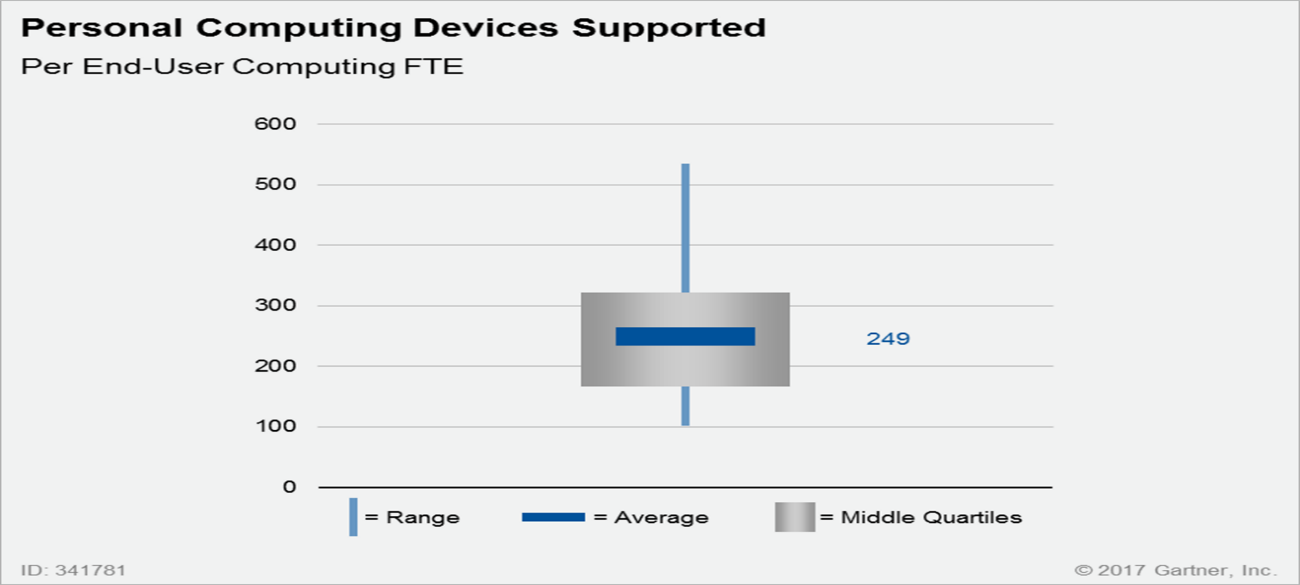 Personal Computing Devices Supported
Per End-User Computing FTE
600
500
400
300
249
200
100
0
= Range = Average = Middle Quartiles
ID: 341781 © 2017 Gartner, Inc.